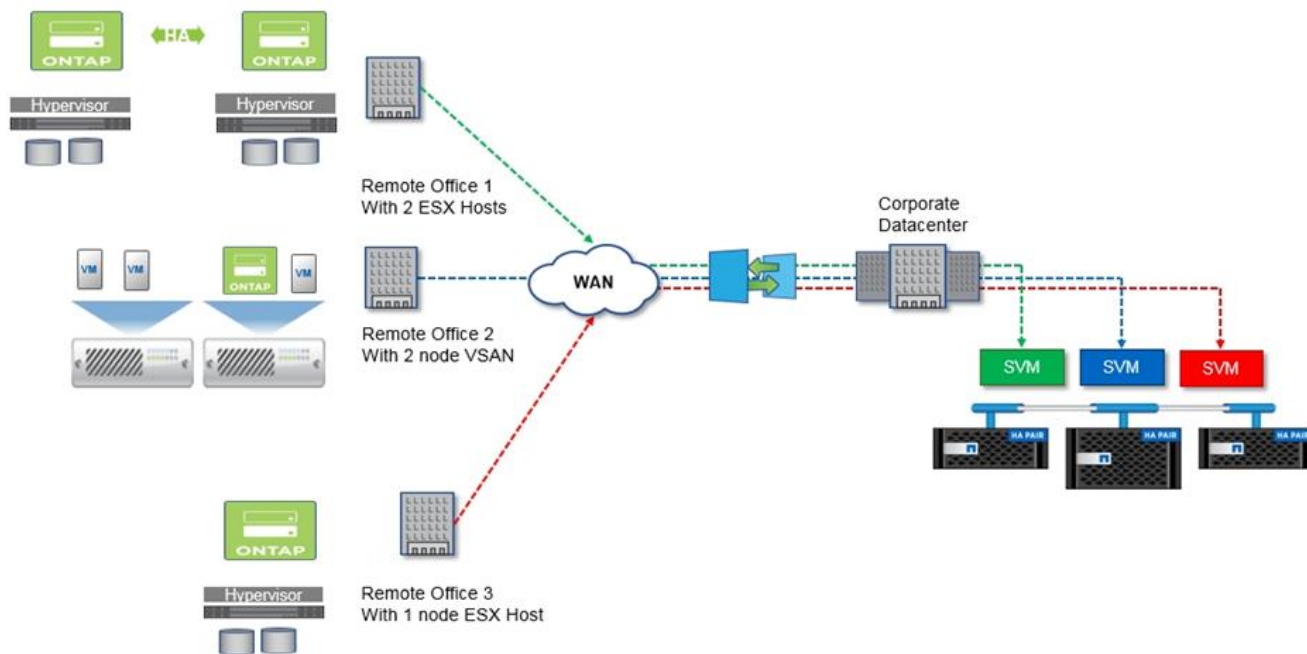 ONTAP
HA
ONTAP
Hypervisor
Hypervisor
Remote Office 1
With 2 ESX Hosts
VM
VM
ONTAP
VM
Remote Office 2
With 2 node VSAN
WAN
Corporate
Datacenter
SVM
SVM
SVM
HA PAIR
HA PAIR
HA PAIR
ONTAP
Hypervisor
Remote Office 3
With 1 node ESX Host